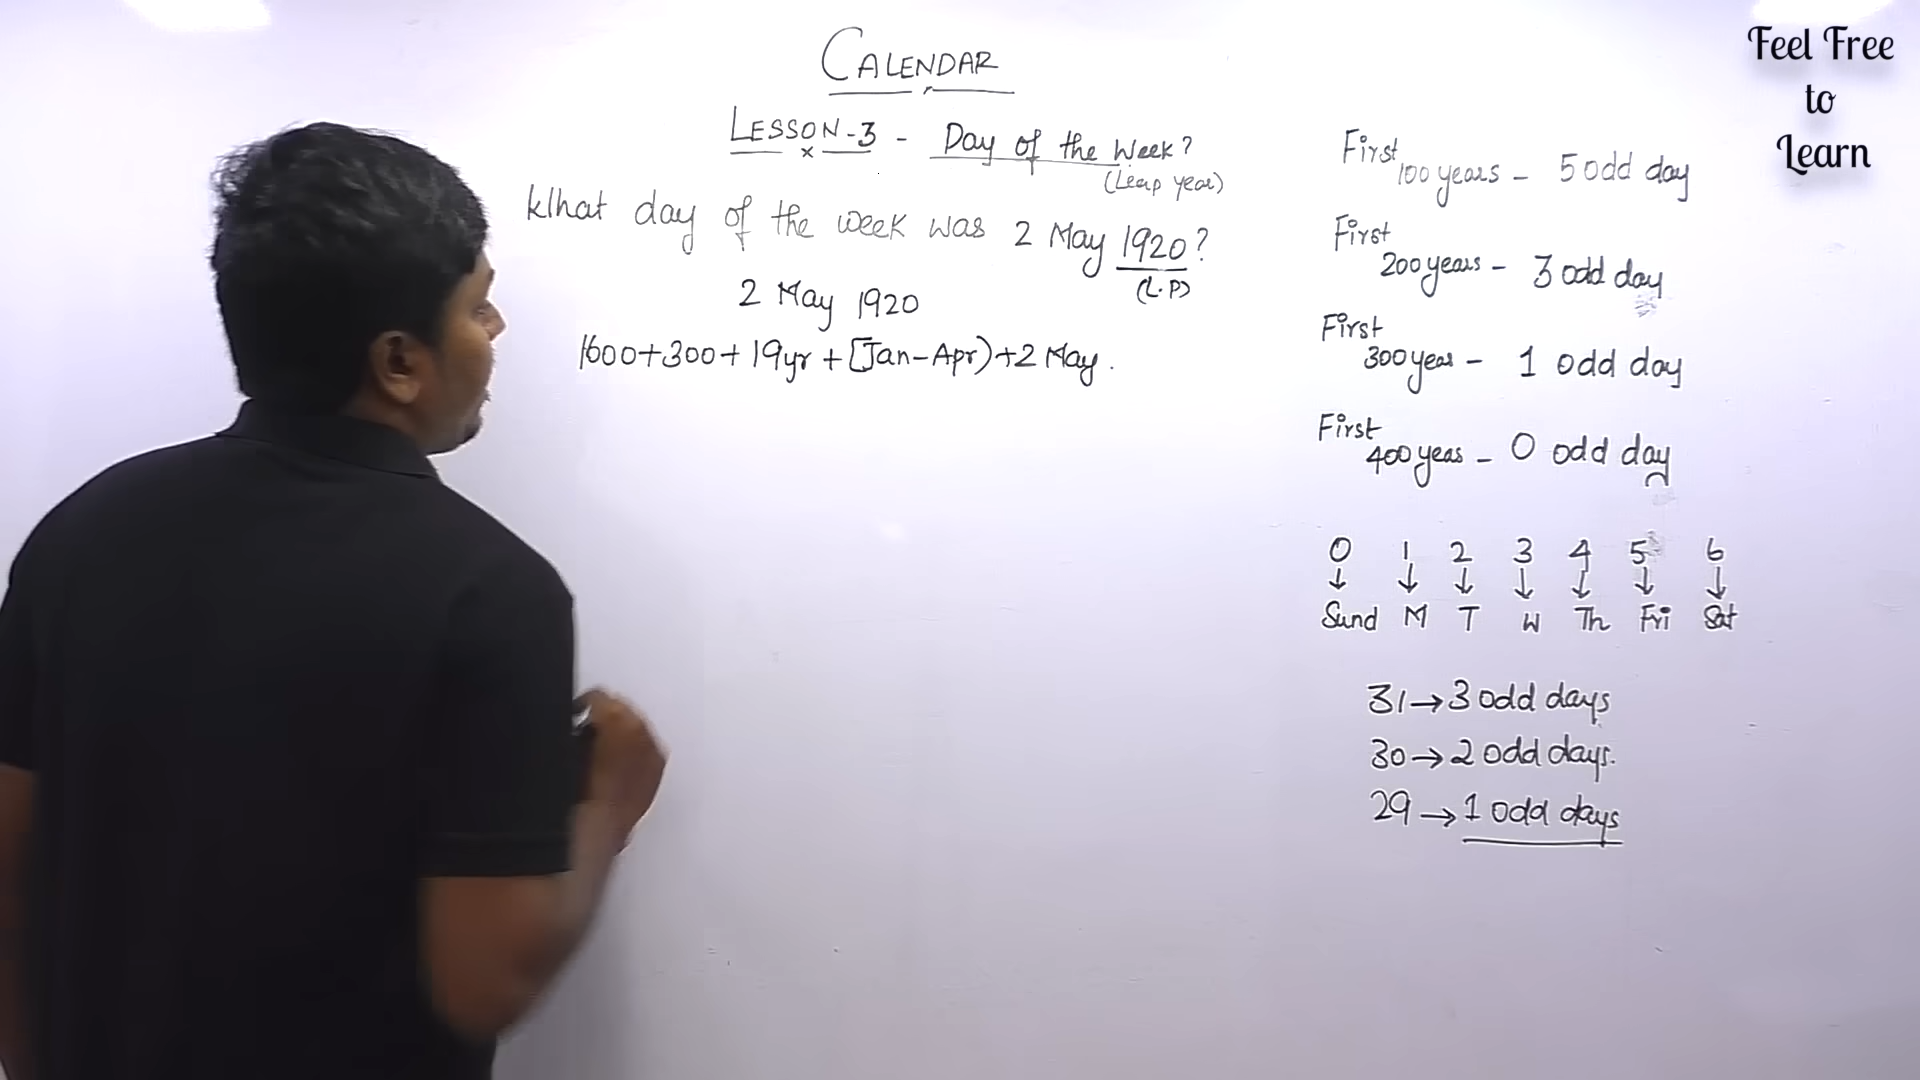 CALENDAR
LESSON-3 - Day of the Week?
(Leap year)
What day of the week was 2 May 1920?
(L.P)
2 May 1920
1600+300+19yr+[Jan-Apr)+2 May.
Feel Free
to
Learn
First
100 years - 5 odd day
First
200 years - 3 odd day
First
300 year - 1 odd day
First
400 yeas - 0 odd day
0 1 2 3 4 5 6
↓ ↓ ↓ ↓ ↓ ↓ ↓
Sund M T W Th Fri Sat
31→3 odd days
30→2 odd days.
29→1 odd days